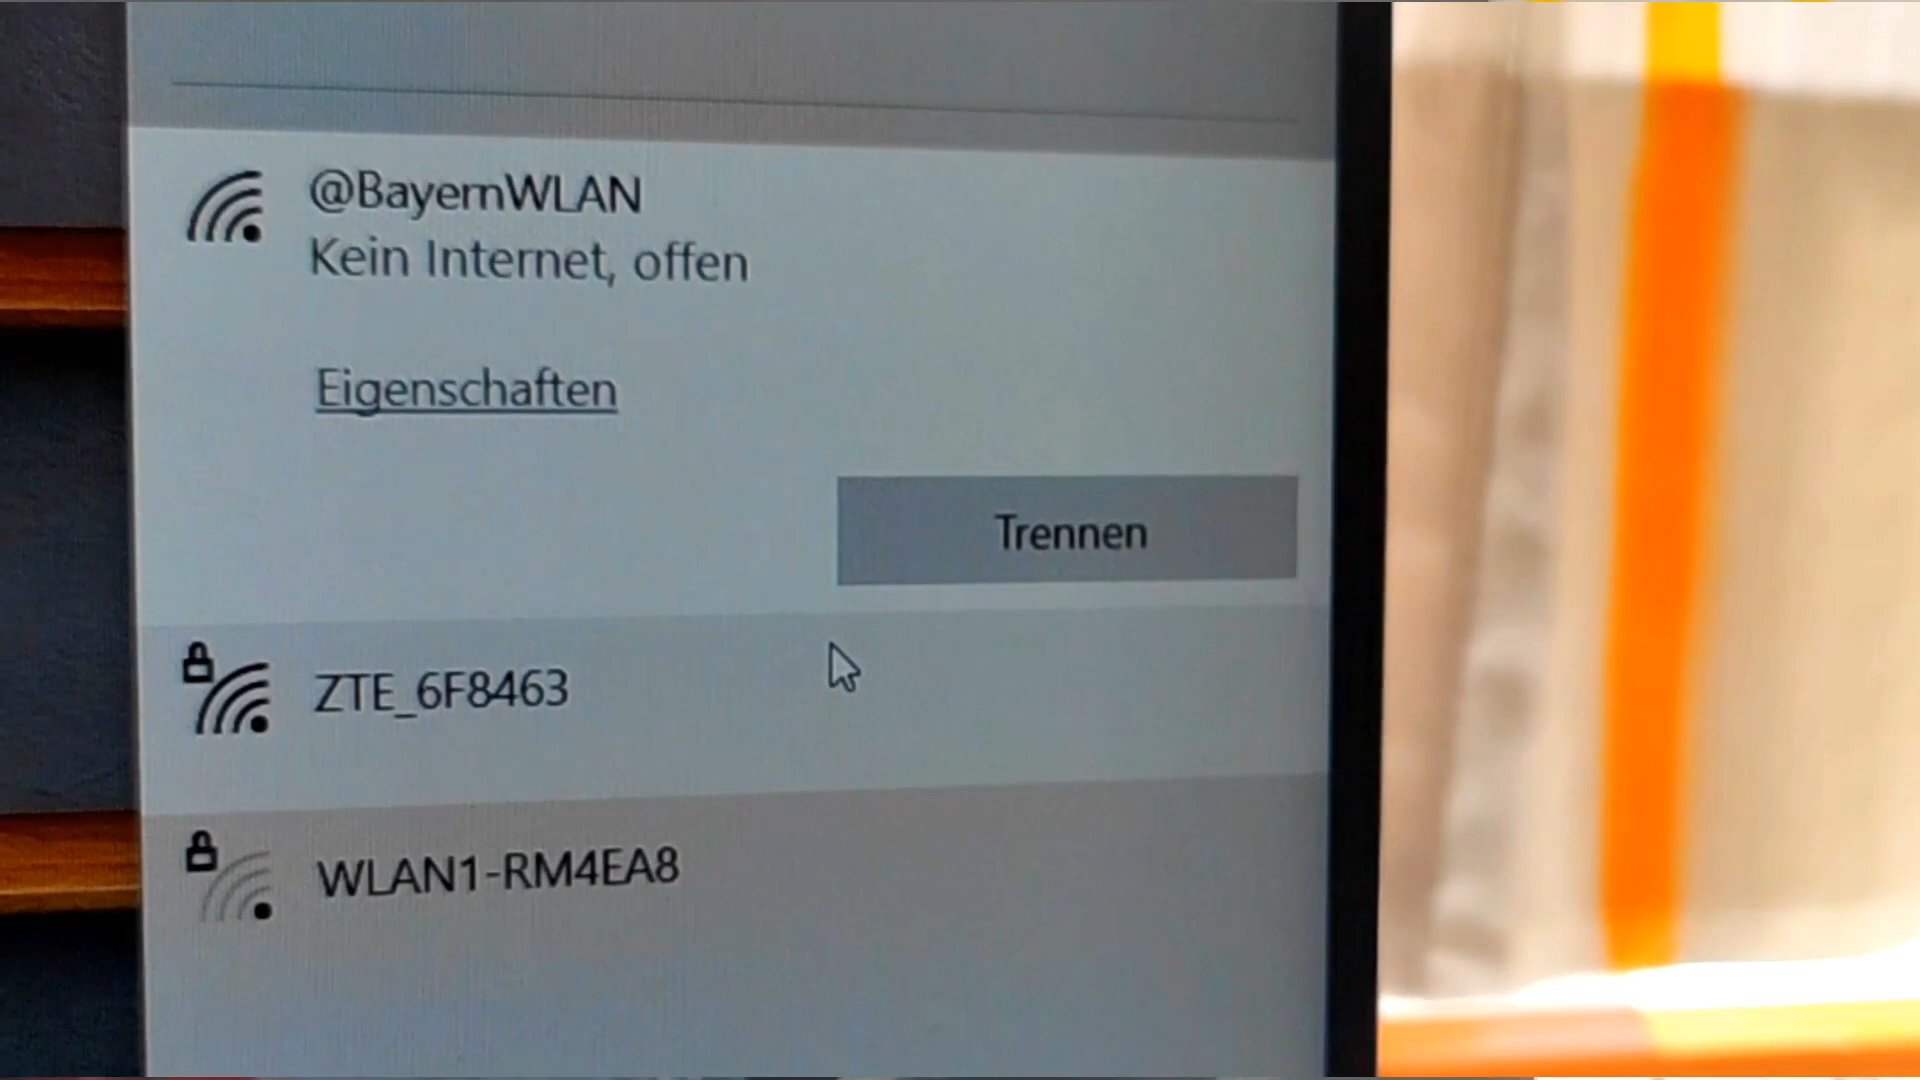 @BayernWLAN
Kein Internet, offen
Eigenschaften
Trennen
ZTE_6F8463
WLAN1-RM4EA8